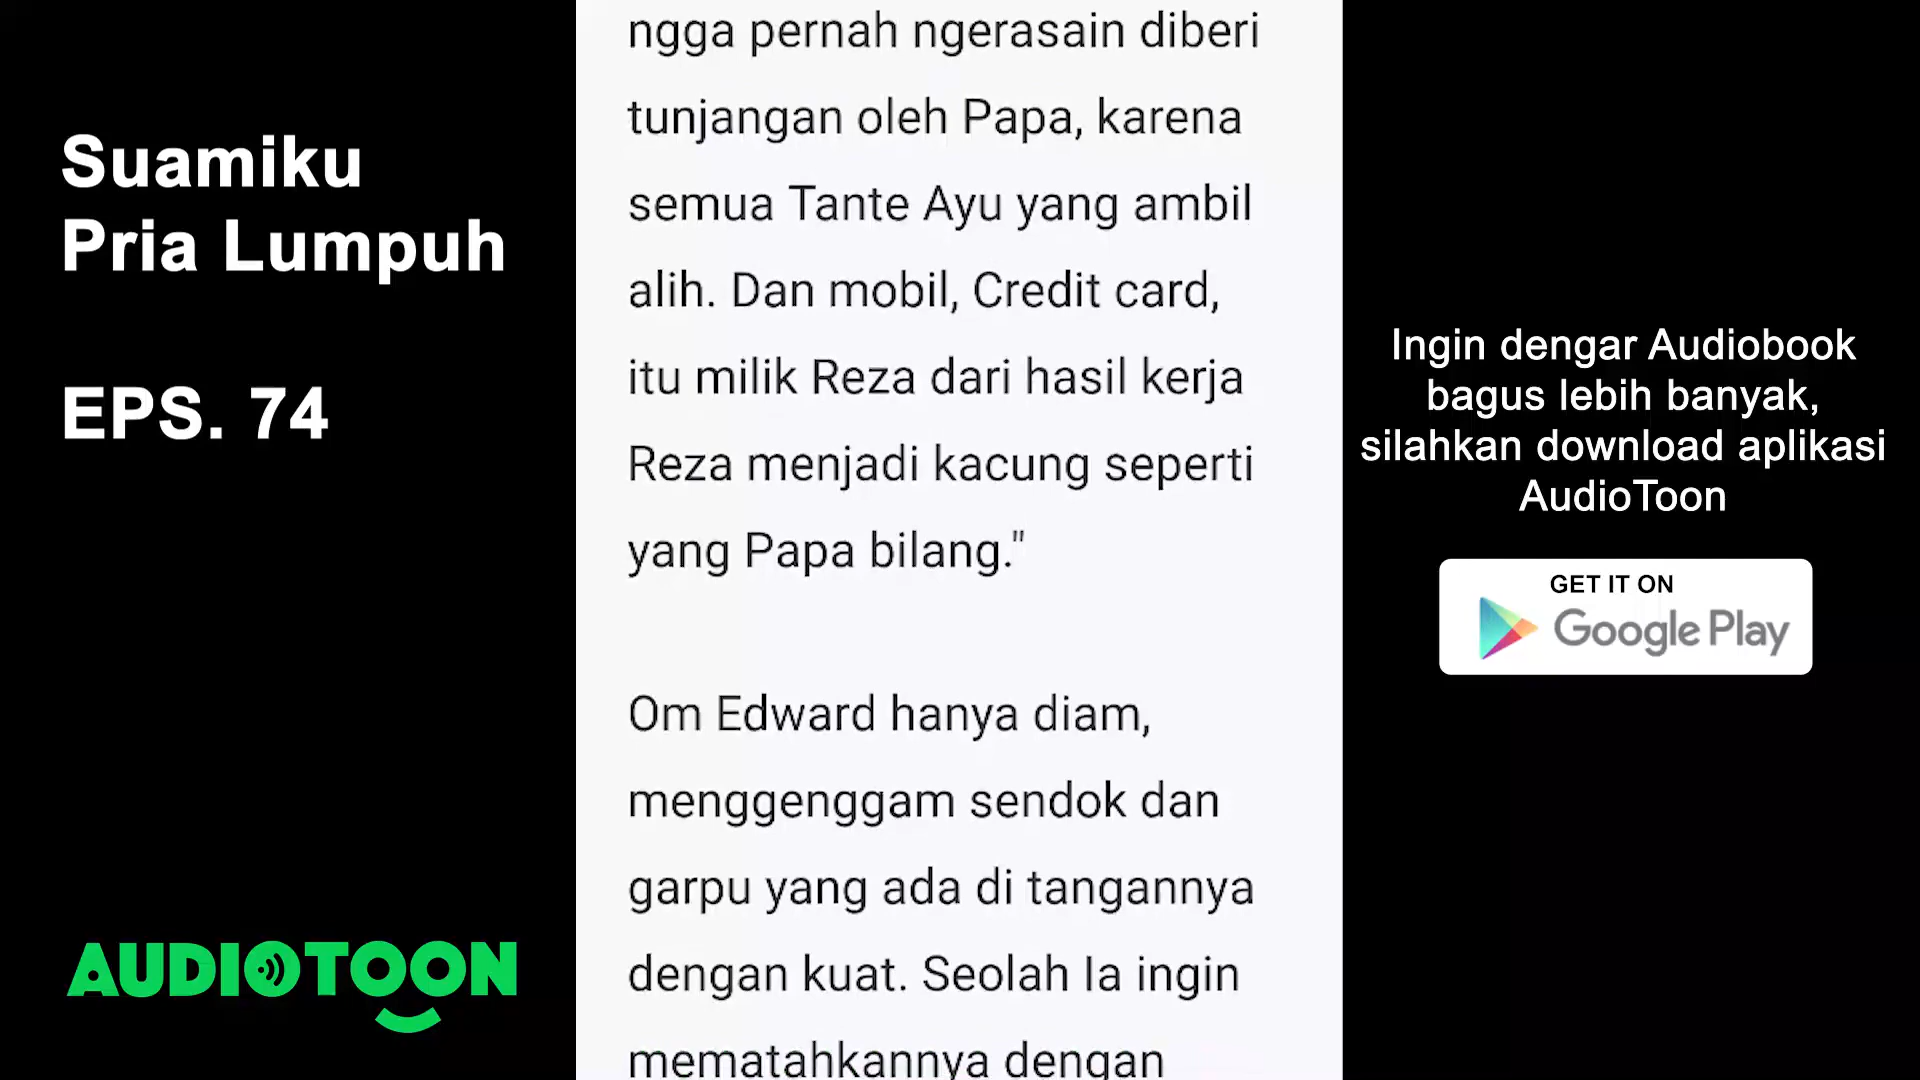 Suamiku
Pria Lumpuh
EPS. 74
AUDIOTOON
ngga pernah ngerasain diberi
tunjangan oleh Papa, karena
semua Tante Ayu yang ambil
alih. Dan mobil, Credit card,
itu milik Reza dari hasil kerja
Reza menjadi kacung seperti
yang Papa bilang."
Om Edward hanya diam,
menggenggam sendok dan
garpu yang ada di tangannya
dengan kuat. Seolah Ia ingin
mematahkannya dengan
Ingin dengar Audiobook
bagus lebih banyak,
silahkan download aplikasi
AudioToon
GET IT ON
Google Play